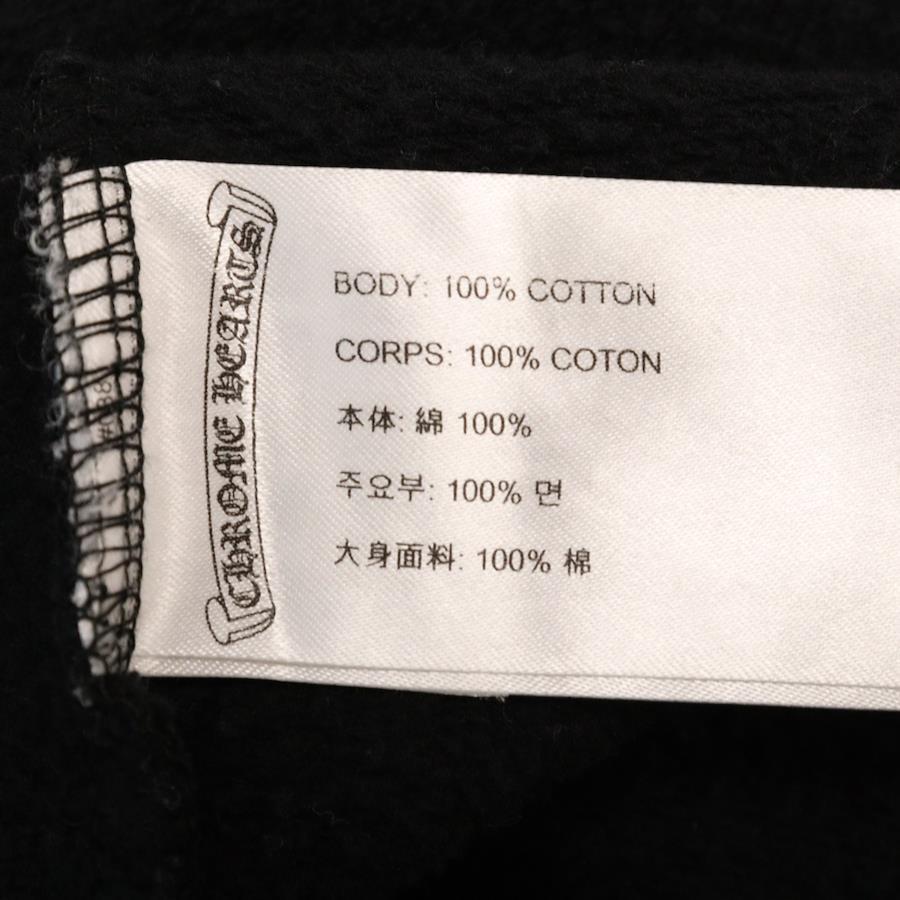 CHROME HEARTS
BODY: 100% COTTON
CORPS: 100% COTON
本体: 綿 100%
주요부: 100% 면
大身面料: 100% 棉